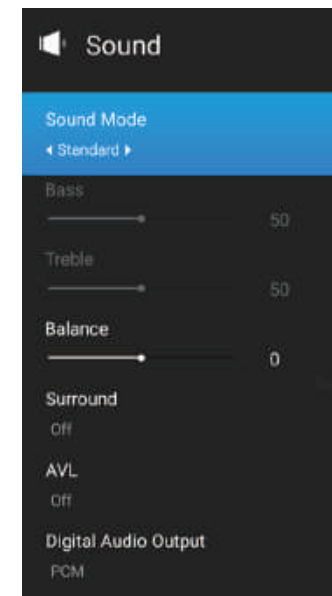 Sound
Sound Mode
Standard
Bass
50
Treble
50
Balance
0
Surround
Off
AVL
Off
Digital Audio Output
PCM